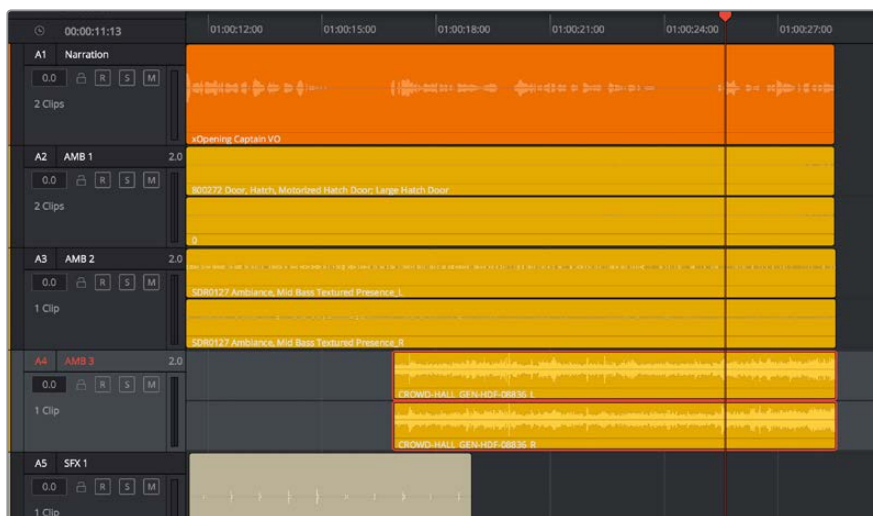 00:00:11:13
01:00:12:00 01:00:15:00 01:00:18:00 01:00:21:00 01:00:24:00 01:00:27:00
A1 Narration
0.0 R S M
2 Clips
xOpening Captain VO
A2 AMB 1 2.0
0.0 R S M
800272 Door, Hatch, Motorized Hatch Door; Large Hatch Door
2 Clips
()
A3 AMB 2 2.0
0.0 R S M
SDR0127 Ambiance, Mid Bass Textured Presence_L
1 Clip
SDR0127 Ambiance, Mid Bass Textured Presence_R
A4 AMB 3 2.0
0.0 R S M
CROWD-HALL_GEN-HDF-08836_L
1 Clip
CROWD-HALL_GEN-HDF-08836_R
A5 SFX 1
0.0 R S M
1 Clip